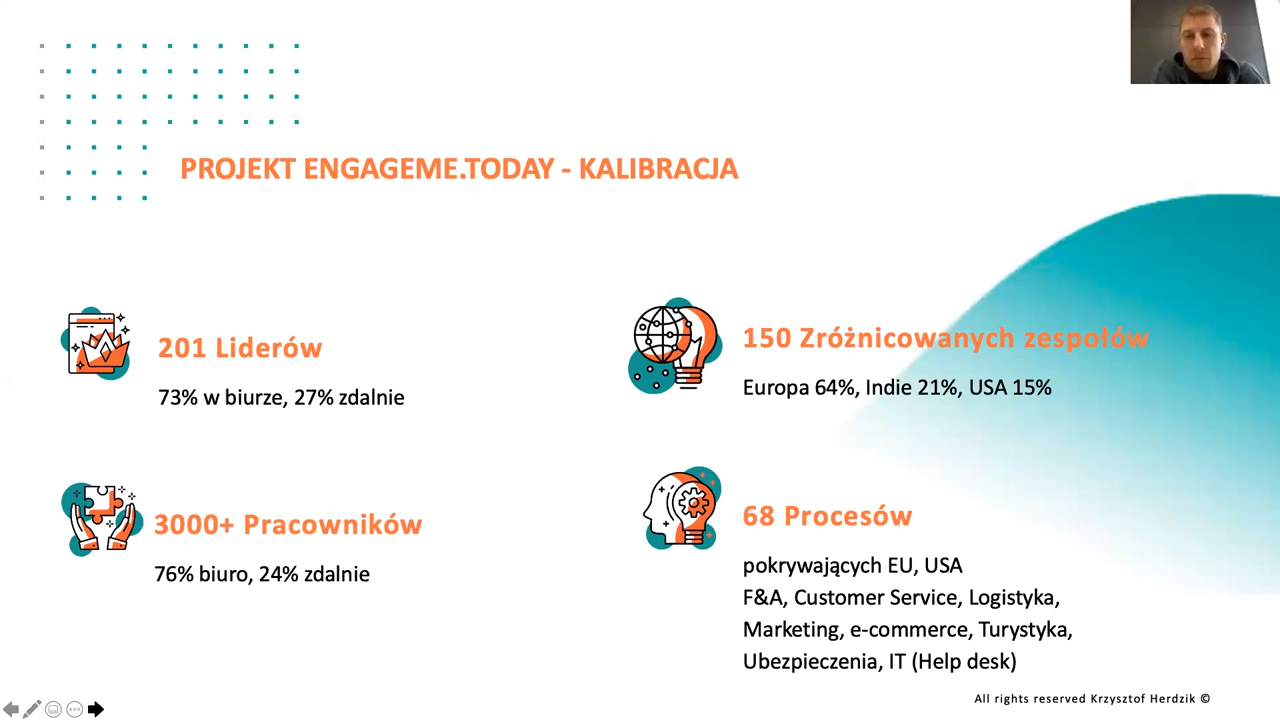 PROJEKT ENGAGEME.TODAY - KALIBRACJA
201 Liderów
73% w biurze, 27% zdalnie
150 Zróżnicowanych zespołów
Europa 64%, Indie 21%, USA 15%
3000+ Pracowników
76% biuro, 24% zdalnie
68 Procesów
pokrywających EU, USA
F&A, Customer Service, Logistyka,
Marketing, e-commerce, Turystyka,
Ubezpieczenia, IT (Help desk)
All rights reserved Krzysztof Herdzik ©